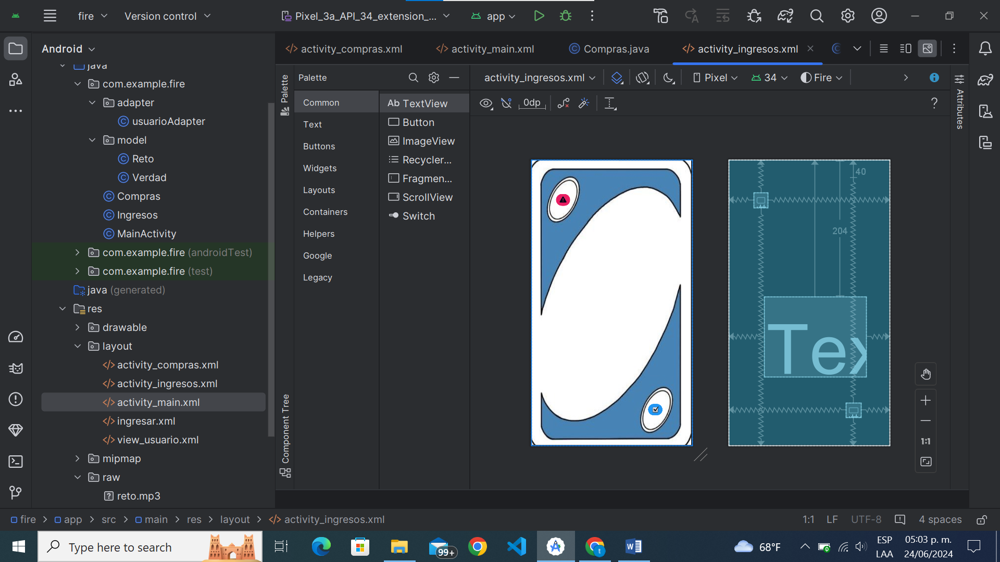 fire
Version control
Pixel_3a_API_34_extension_...
app
Android
java
com.example.fire
adapter
usuarioAdapter
model
Reto
Verdad
Compras
Ingresos
MainActivity
com.example.fire (androidTest)
com.example.fire (test)
java (generated)
res
drawable
layout
activity_compras.xml
activity_ingresos.xml
activity_main.xml
ingresar.xml
view_usuario.xml
mipmap
raw
reto.mp3
activity_compras.xml
activity_main.xml
Compras.java
activity_ingresos.xml
Palette
Component Tree
Palette
Common
Text
Buttons
Widgets
Layouts
Containers
Helpers
Google
Legacy
Ab TextView
Button
ImageView
Recycler...
Fragmen...
ScrollView
Switch
activity_ingresos.xml
Pixel
34
Fire
0dp
?
Attributes
40
204
Tex
1:1
fire > app > src > main > res > layout > activity_ingresos.xml
1:1 LF UTF-8 4 spaces
Type here to search
99+
68°F
ESP
LAA
05:03 p. m.
24/06/2024